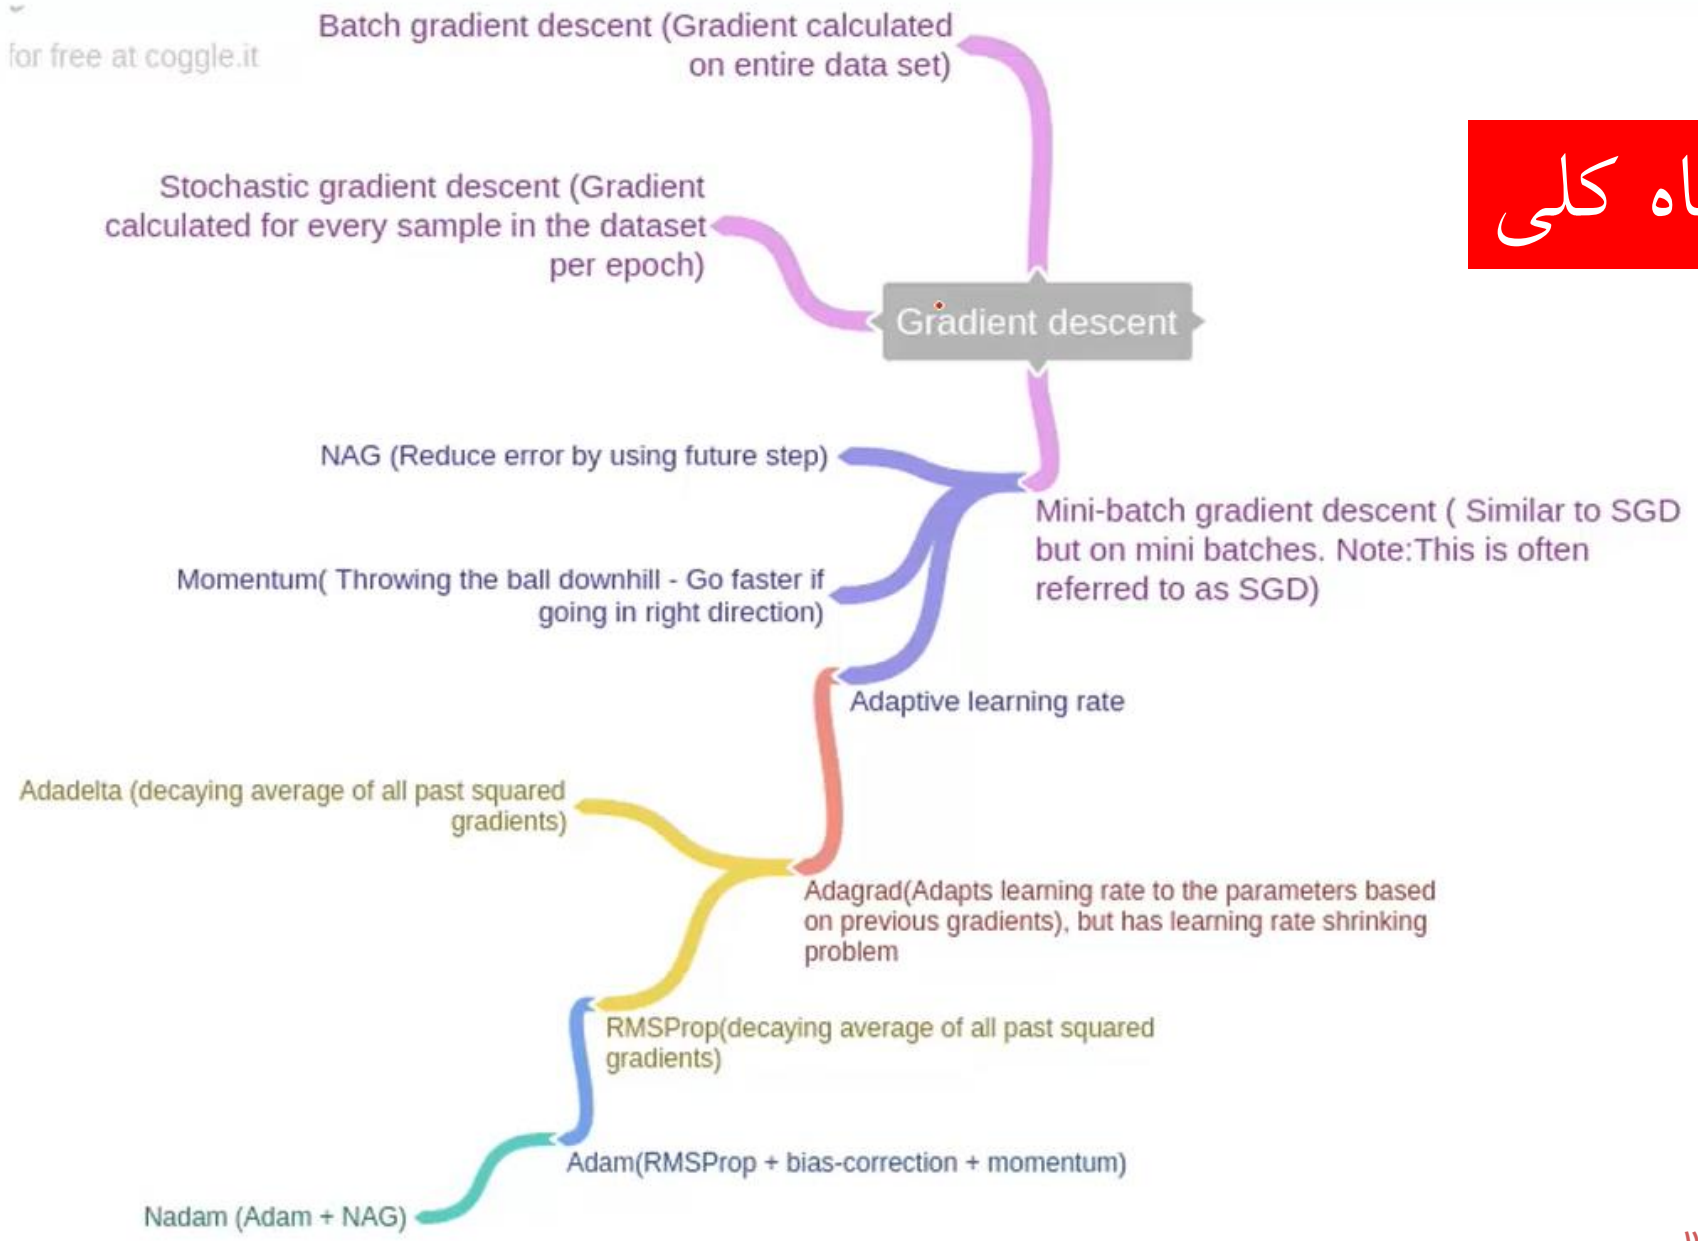 for free at coggle.it
Batch gradient descent (Gradient calculated
on entire data set)
کلی
Stochastic gradient descent (Gradient
calculated for every sample in the dataset
per epoch)
Gradient descent
NAG (Reduce error by using future step)
Mini-batch gradient descent ( Similar to SGD
but on mini batches. Note:This is often
referred to as SGD)
Momentum( Throwing the ball downhill - Go faster if
going in right direction)
Adaptive learning rate
Adadelta (decaying average of all past squared
gradients)
Adagrad(Adapts learning rate to the parameters based
on previous gradients), but has learning rate shrinking
problem
RMSProp(decaying average of all past squared
gradients)
Adam(RMSProp + bias-correction + momentum)
Nadam (Adam + NAG)